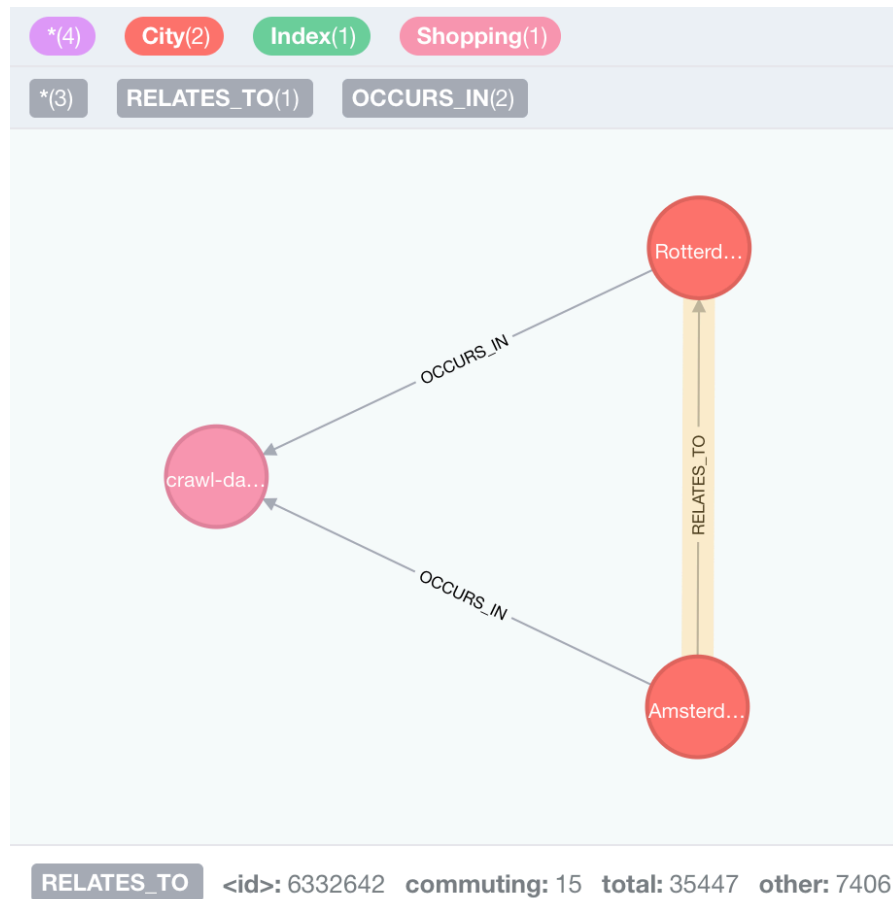 *(4) City(2) Index(1) Shopping(1)
*(3) RELATES_TO(1) OCCURS_IN(2)
Rotterd...
OCCURS_IN
crawl-da...
RELATES_TO
OCCURS_IN
Amsterd...
RELATES_TO <id>: 6332642 commuting: 15 total: 35447 other: 7406